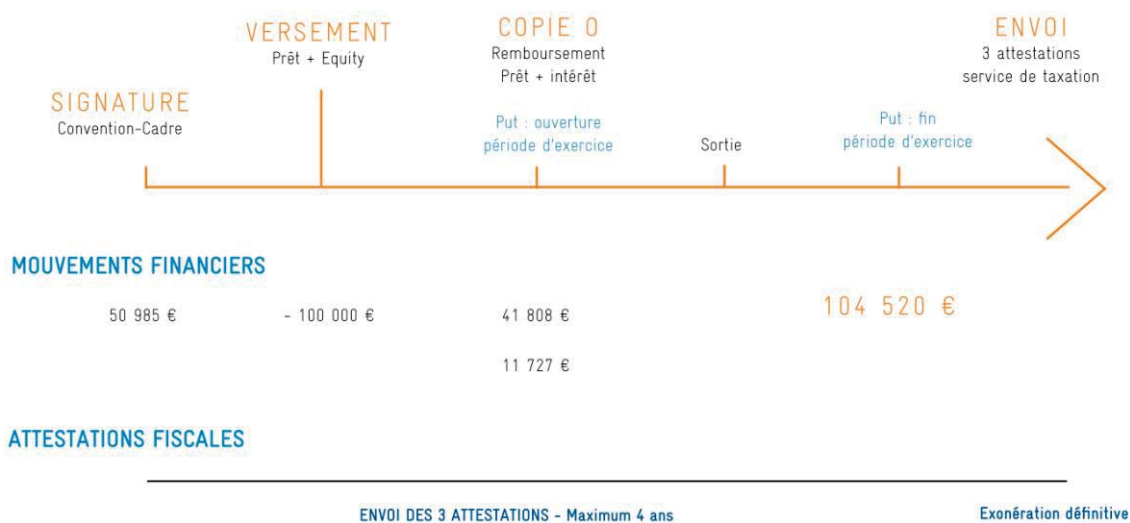 SIGNATURE
Convention-Cadre
VERSEMENT
Prêt + Equity
COPIE 0
Remboursement
Prêt + intérêt
Put : ouverture
période d'exercice
Sortie
Put : fin
période d'exercice
ENVOI
3 attestations
service de taxation
MOUVEMENTS FINANCIERS
50 985 €
- 100 000 €
41 808 €
11 727 €
104 520 €
ATTESTATIONS FISCALES
ENVOI DES 3 ATTESTATIONS - Maximum 4 ans
Exonération définitive